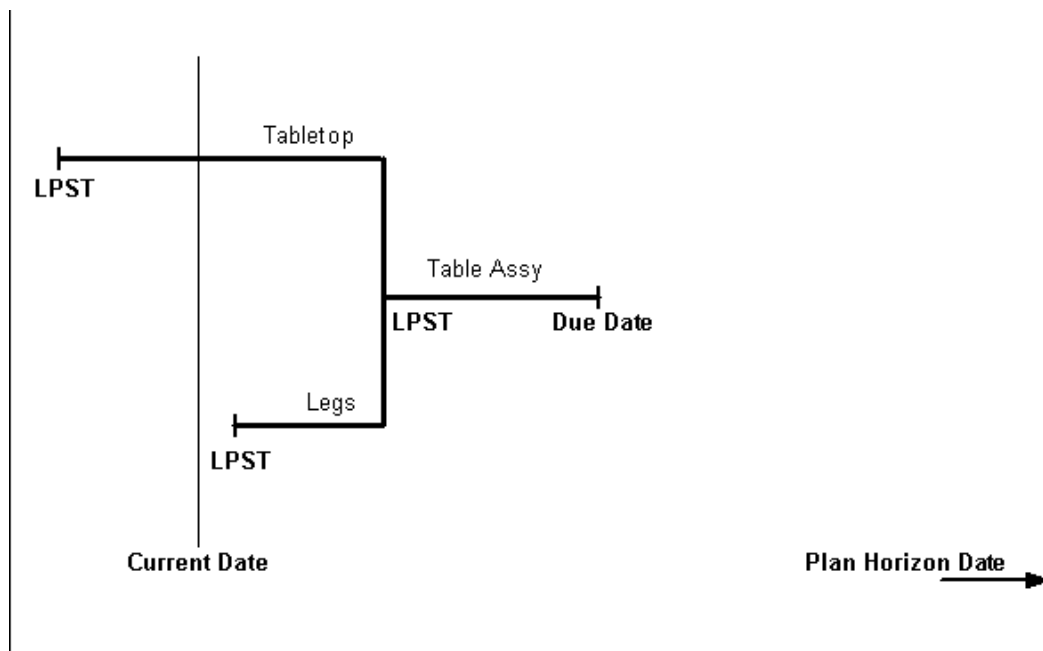 Tabletop
LPST
Table Assy
LPST
Due Date
Legs
LPST
Current Date
Plan Horizon Date